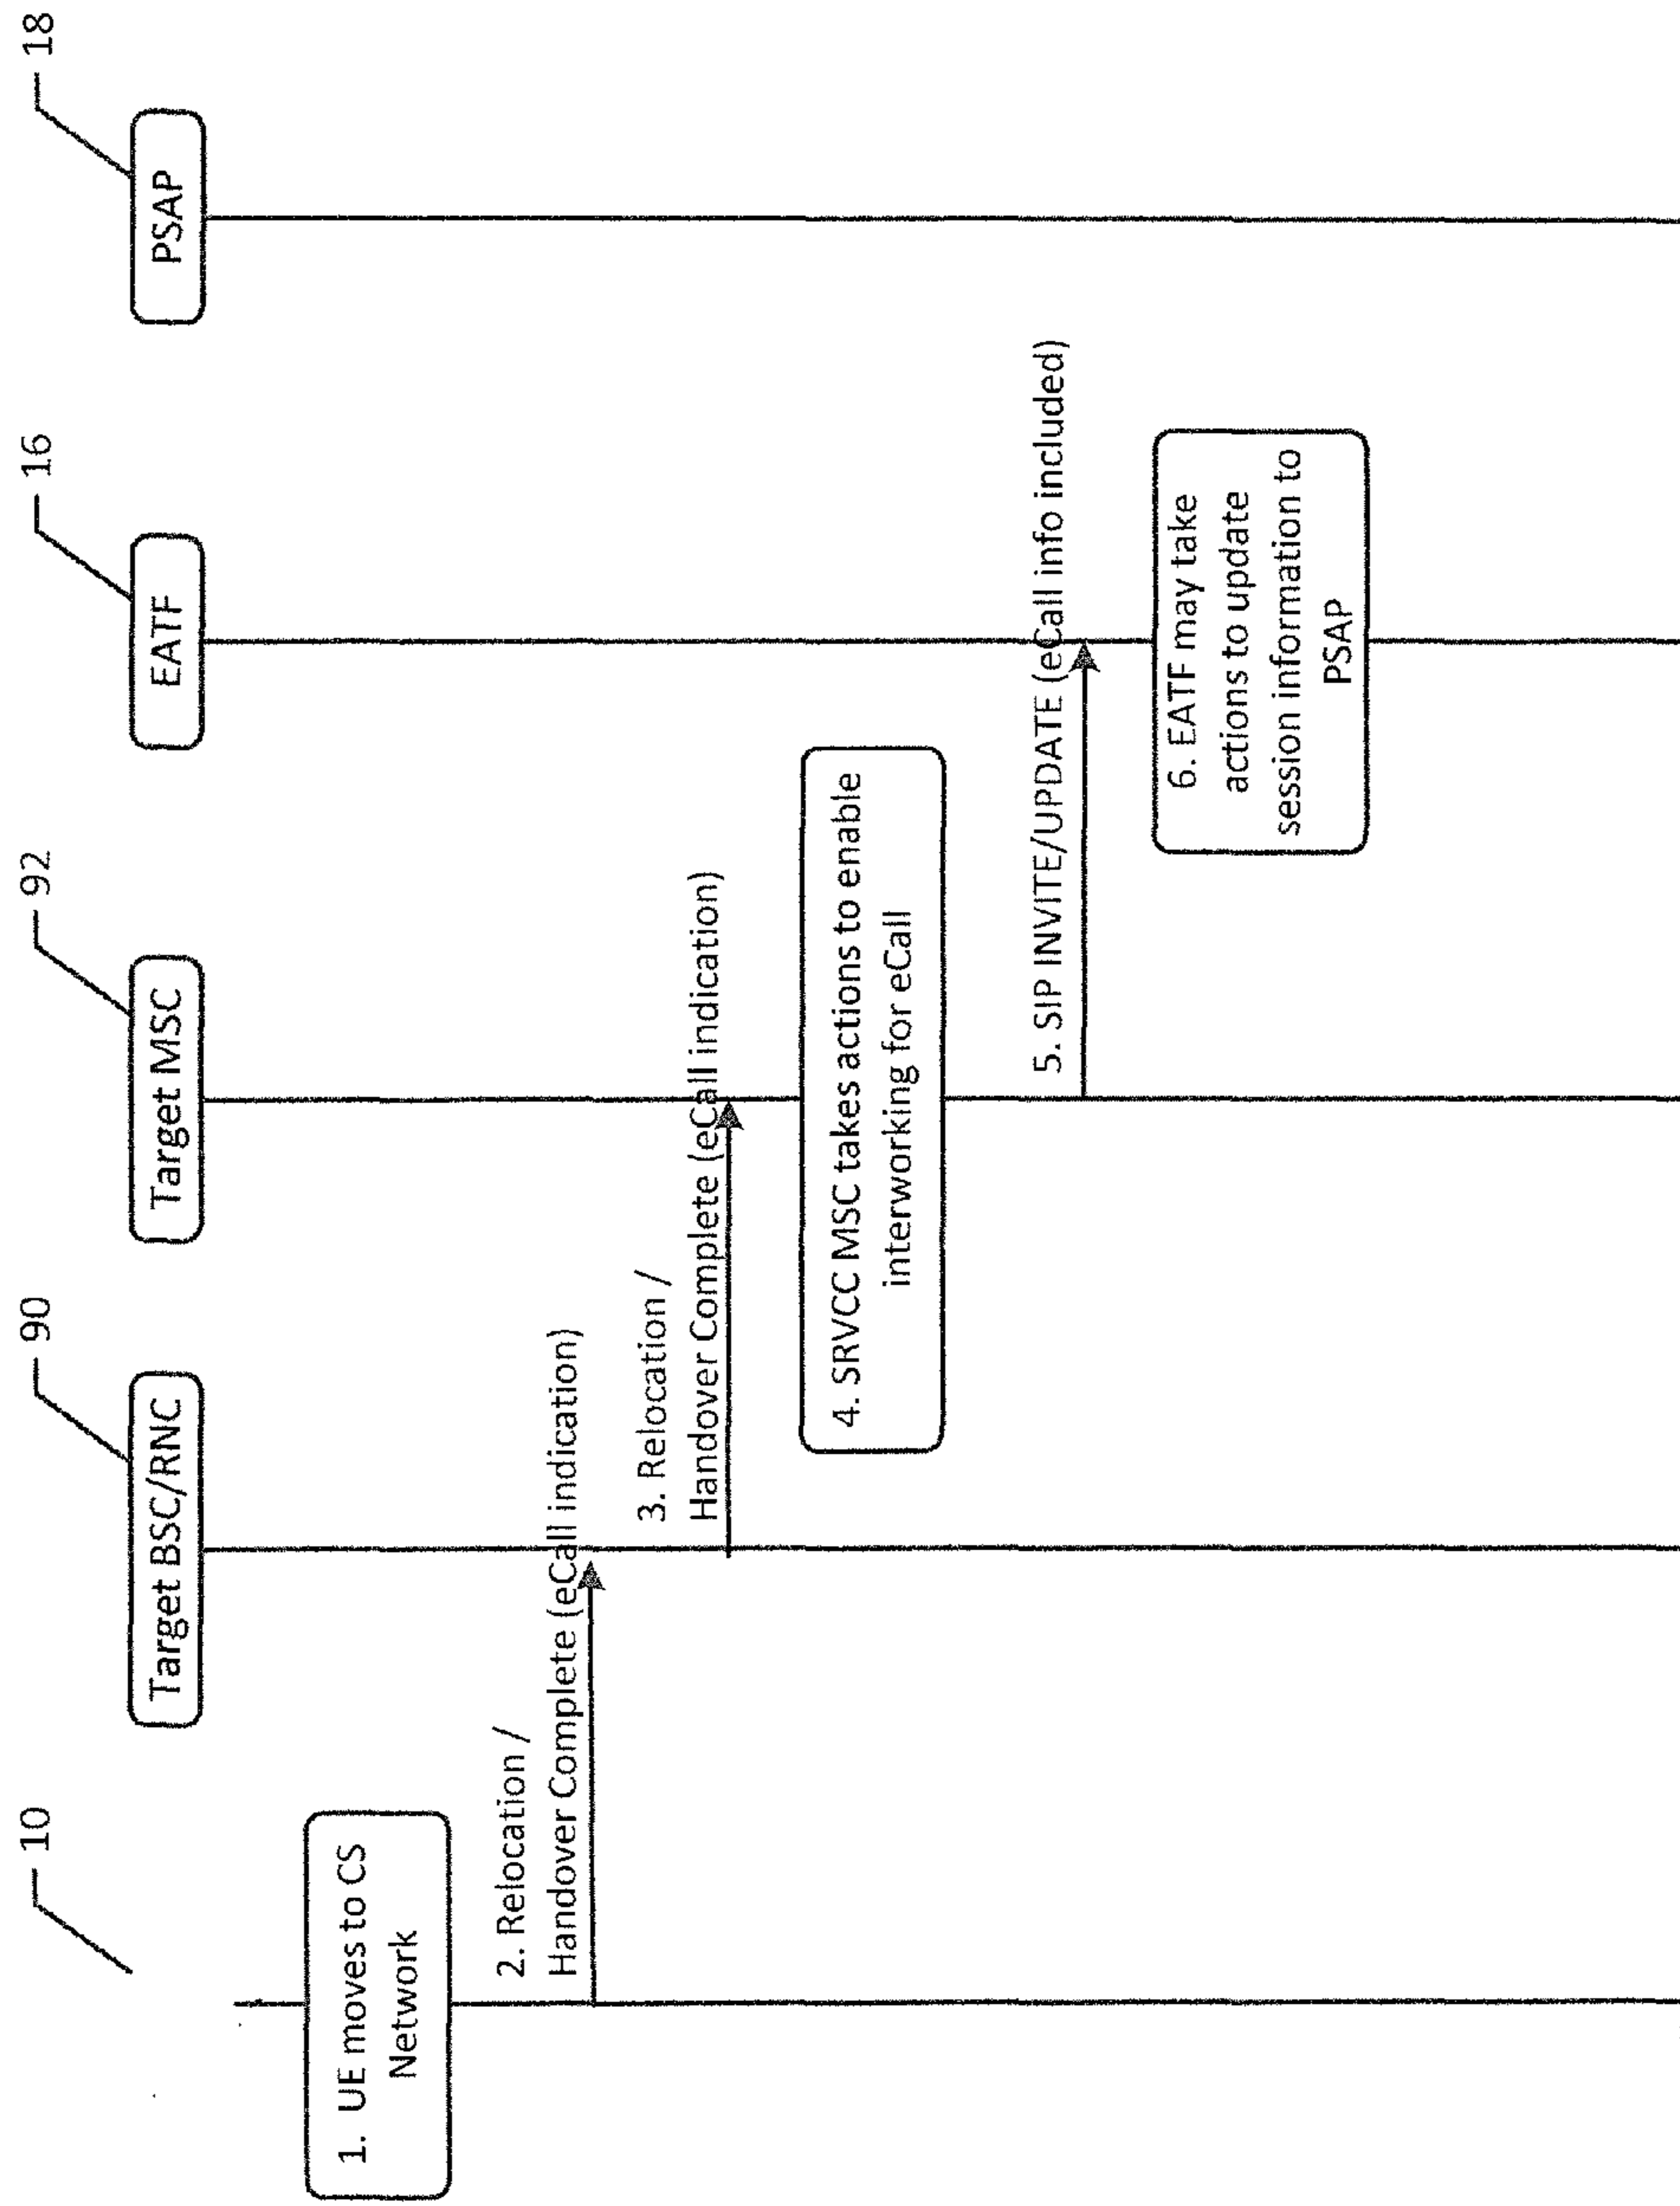 10
90
92
16
18
Target BSC/RNC
Target MSC
EATF
PSAP
1. UE moves to CS
Network
2. Relocation /
Handover Complete (eCall indication)
3. Relocation /
Handover Complete (eCall indication)
4. SRVCC MSC takes actions to enable
interworking for eCall
5. SIP INVITE/UPDATE (eCall info included)
6. EATF may take
actions to update
session information to
PSAP